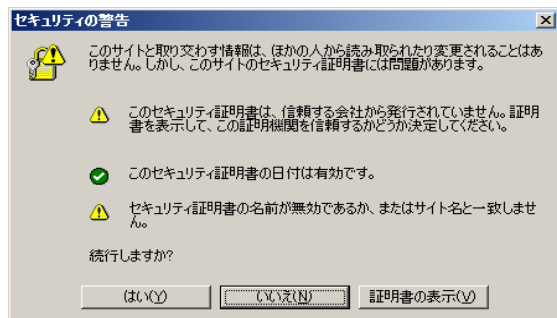 セキュリティの警告
このサイトと取り交わす情報は、ほかの人から読み取られたり変更されることはあ
りません。しかし、このサイトのセキュリティ証明書には問題があります。
このセキュリティ証明書は、信頼する会社から発行されていません。証明
書を表示して、この証明機関を信頼するかどうか決定してください。
このセキュリティ証明書の日付は有効です。
セキュリティ証明書の名前が無効であるか、またはサイト名と一致しませ
ん。
続行しますか?
はい(Y) いいえ(N) 証明書の表示(V)